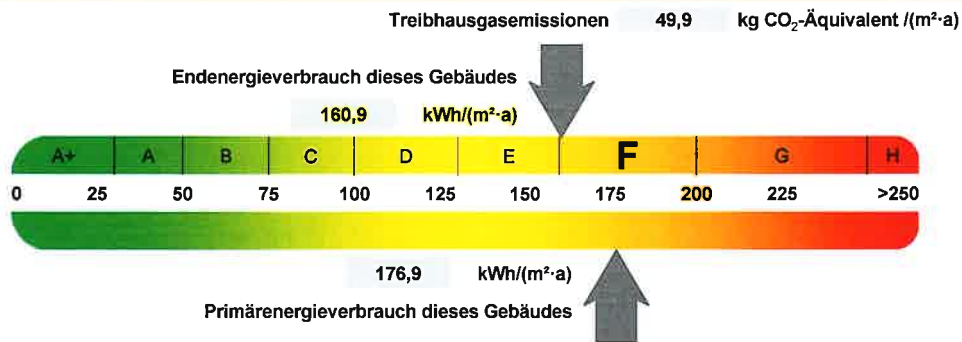 Treibhausgasemissionen 49,9 kg CO₂-Äquivalent /(m²·a)
Endenergieverbrauch dieses Gebäudes
160,9 kWh/(m²·a)
A+ A B C D E F G H
0 25 50 75 100 125 150 175 200 225 >250
176,9 kWh/(m²·a)
Primärenergieverbrauch dieses Gebäudes